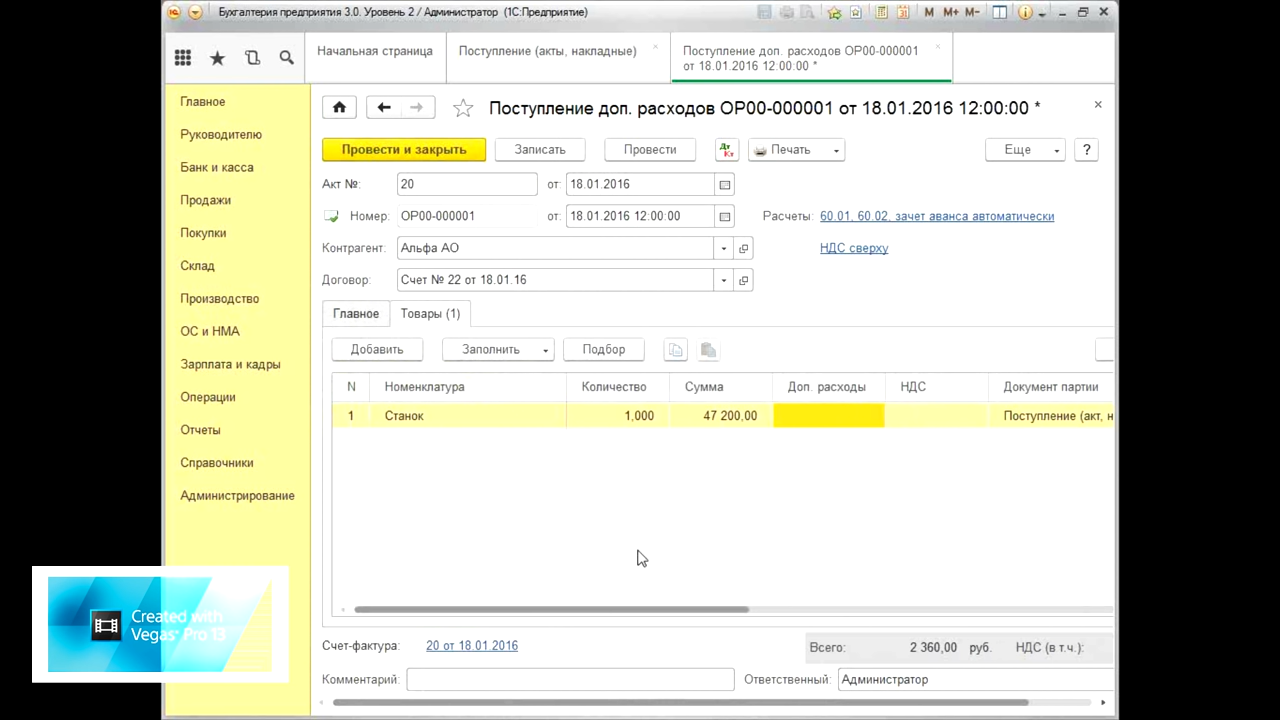 Бухгалтерия предприятия 3.0. Уровень 2 / Администратор (1С:Предприятие)
M M+ M-
Начальная страница
Поступление (акты, накладные)
Поступление доп. расходов ОР00-000001
от 18.01.2016 12:00:00 *
Главное
Руководителю
Банк и касса
Продажи
Покупки
Склад
Производство
ОС и НМА
Зарплата и кадры
Операции
Отчеты
Справочники
Администрирование
Поступление доп. расходов ОР00-000001 от 18.01.2016 12:00:00 *
Провести и закрыть Записать Провести Дт Кт Печать Еще ?
Акт №: 20 от: 18.01.2016
Номер: ОР00-000001 от: 18.01.2016 12:00:00 Расчеты: 60.01, 60.02, зачет аванса автоматически
Контрагент: Альфа АО НДС сверху
Договор: Счет № 22 от 18.01.16
Главное Товары (1)
Добавить Заполнить Подбор
N Номенклатура Количество Сумма Доп. расходы НДС Документ партии
1 Станок 1,000 47 200,00 Поступление (акт, н
Счет-фактура: 20 от 18.01.2016 Всего: 2 360,00 руб. НДС (в т.ч.):
Комментарий: Ответственный: Администратор
Created with
Vegas Pro 13